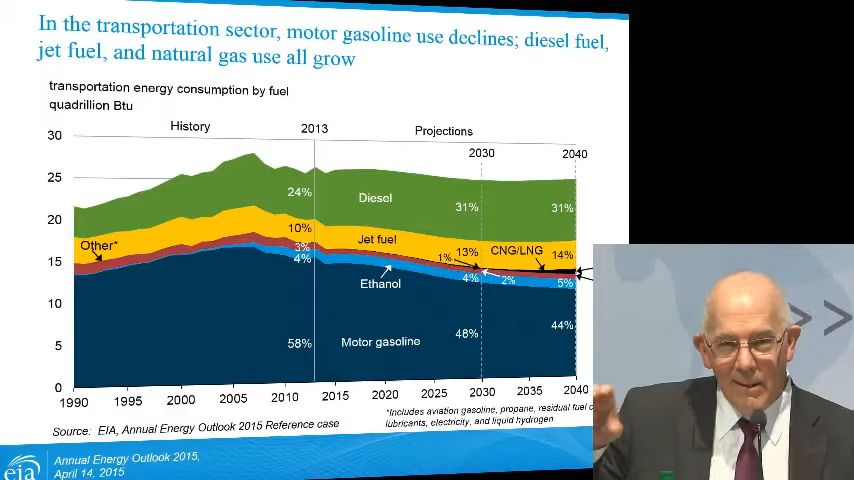 In the transportation sector, motor gasoline use declines; diesel fuel,
jet fuel, and natural gas use all grow
transportation energy consumption by fuel
quadrillion Btu
History
2013
Projections
2030
2040
30
25
20
15
10
5
0
24%
Diesel
31%
31%
10%
Jet fuel
13%
CNG/LNG
14%
Other*
3%
1%
4%
Ethanol
4%
2%
5%
58%
Motor gasoline
48%
44%
1990
1995
2000
2005
2010
2015
2020
2025
2030
2035
2040
*Includes aviation gasoline, propane, residual fuel
lubricants, electricity, and liquid hydrogen
Source: EIA, Annual Energy Outlook 2015 Reference case
eia
Annual Energy Outlook 2015,
April 14, 2015